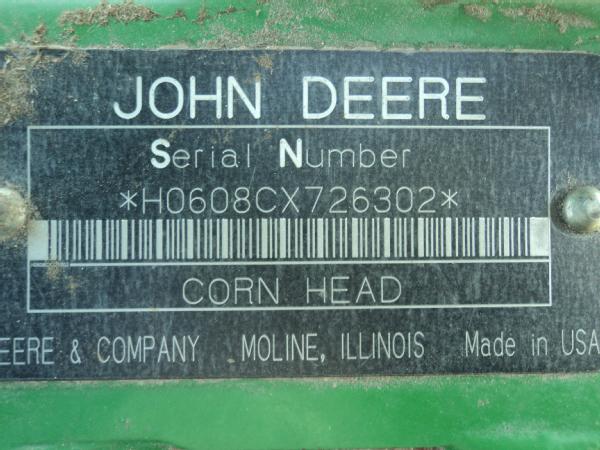 JOHN DEERE
Serial Number
*H0608CX726302*
CORN HEAD
EERE & COMPANY MOLINE, ILLINOIS Made in USA